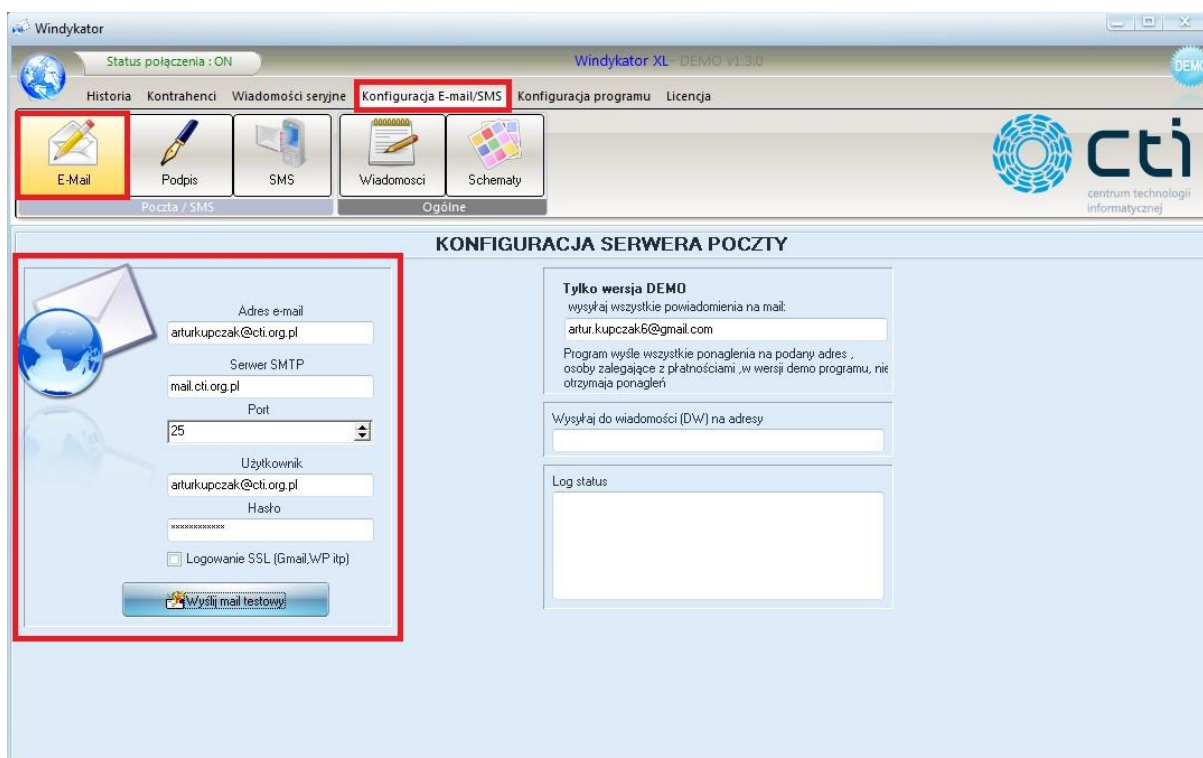 Windykator
Status połączenia : ON
Windykator XL - DEMO v1.3.0
DEMO
Historia Kontrahenci Wiadomości seryjne Konfiguracja E-mail/SMS Konfiguracja programu Licencja
E-Mail Podpis SMS Wiadomosci Schematy
Poczta / SMS Ogólne
cti
centrum technologii
informatycznej
KONFIGURACJA SERWERA POCZTY
Adres e-mail
arturkupczak@cti.org.pl
Serwer SMTP
mail.cti.org.pl
Port
25
Użytkownik
arturkupczak@cti.org.pl
Hasło
xxxxxxxxxxxx
Logowanie SSL (Gmail,WP itp)
Wyślij mail testowy
Tylko wersja DEMO
wysyłaj wszystkie powiadomienia na mail:
artur.kupczak6@gmail.com
Program wyśle wszystkie ponaglenia na podany adres ,
osoby zalegające z płatnościami ,w wersji demo programu, nie
otrzymaja ponagleń
Wysyłaj do wiadomości (DW) na adresy
Log status